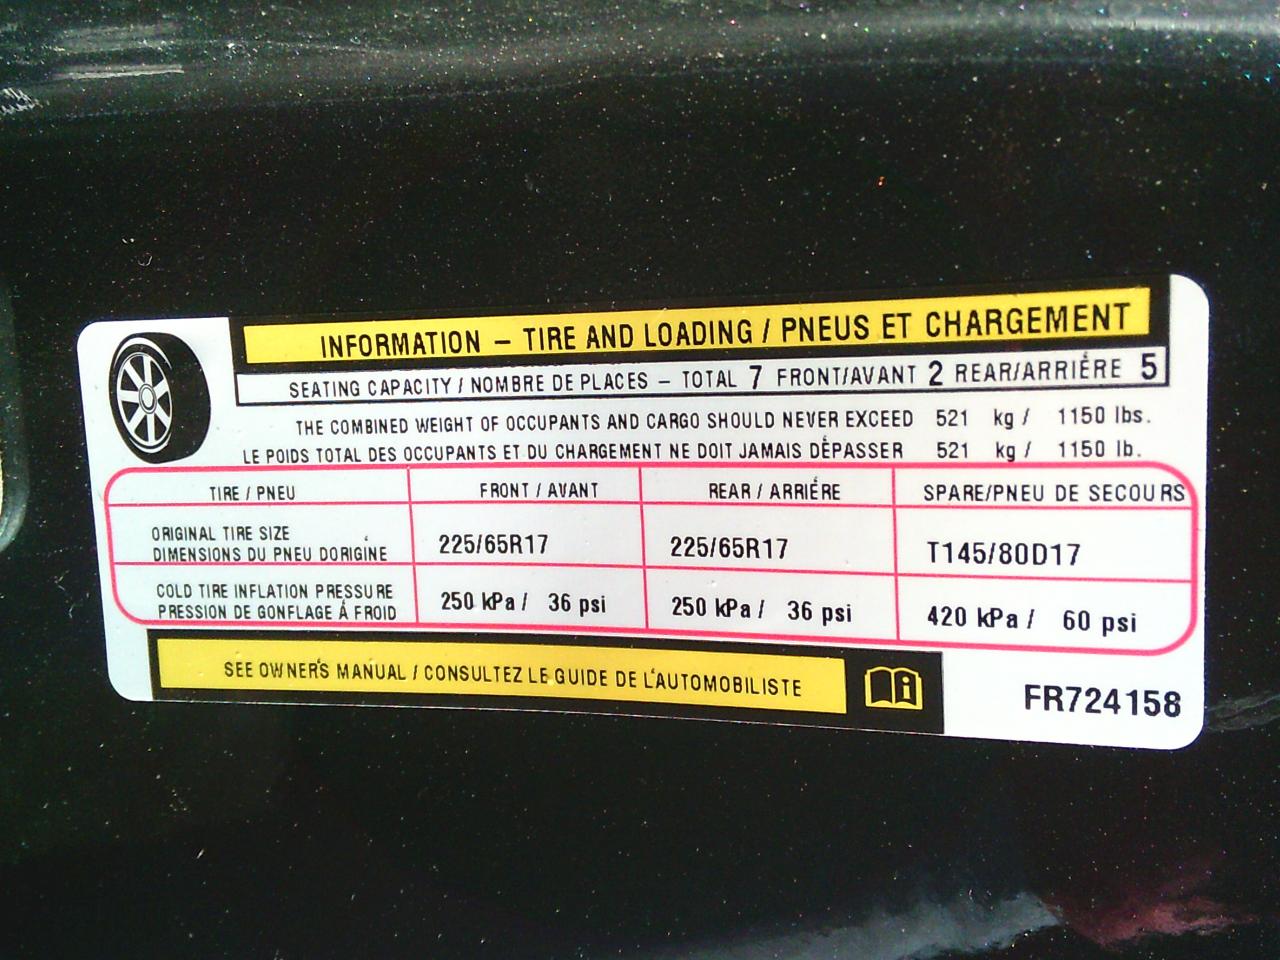 INFORMATION – TIRE AND LOADING / PNEUS ET CHARGEMENT
SEATING CAPACITY / NOMBRE DE PLACES – TOTAL 7 FRONT/AVANT 2 REAR/ARRIÉRE 5
THE COMBINED WEIGHT OF OCCUPANTS AND CARGO SHOULD NEVER EXCEED 521 kg / 1150 lbs.
LE POIDS TOTAL DES OCCUPANTS ET DU CHARGEMENT NE DOIT JAMAIS DÉPASSER 521 kg / 1150 lb.
TIRE / PNEU FRONT / AVANT REAR / ARRIÉRE SPARE/PNEU DE SECOURS
ORIGINAL TIRE SIZE
DIMENSIONS DU PNEU D'ORIGINE 225/65R17 225/65R17 T145/80D17
COLD TIRE INFLATION PRESSURE
PRESSION DE GONFLAGE Á FROID 250 kPa / 36 psi 250 kPa / 36 psi 420 kPa / 60 psi
SEE OWNER'S MANUAL / CONSULTEZ LE GUIDE DE L'AUTOMOBILISTE
FR724158